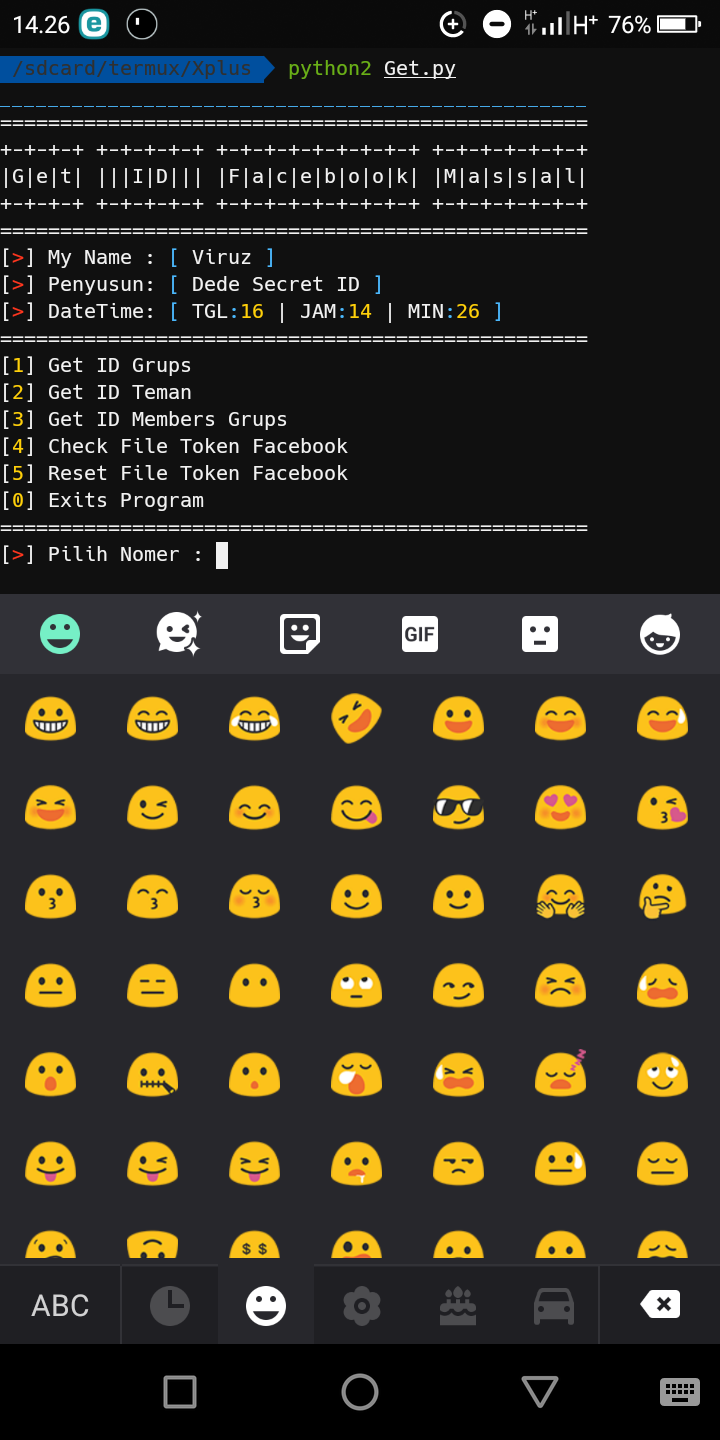 14.26 H+ H+ 76%
/sdcard/termux/Xplus python2 Get.py
_________________________________________________
=================================================
+-+-+-+ +-+-+-+-+ +-+-+-+-+-+-+-+-+ +-+-+-+-+-+-+
|G|e|t| |||I|D||| |F|a|c|e|b|o|o|k| |M|a|s|s|a|l|
+-+-+-+ +-+-+-+-+ +-+-+-+-+-+-+-+-+ +-+-+-+-+-+-+
=================================================
[>] My Name : [ Viruz ]
[>] Penyusun: [ Dede Secret ID ]
[>] DateTime: [ TGL:16 | JAM:14 | MIN:26 ]
=================================================
[1] Get ID Grups
[2] Get ID Teman
[3] Get ID Members Grups
[4] Check File Token Facebook
[5] Reset File Token Facebook
[0] Exits Program
=================================================
[>] Pilih Nomer :
GIF
ABC